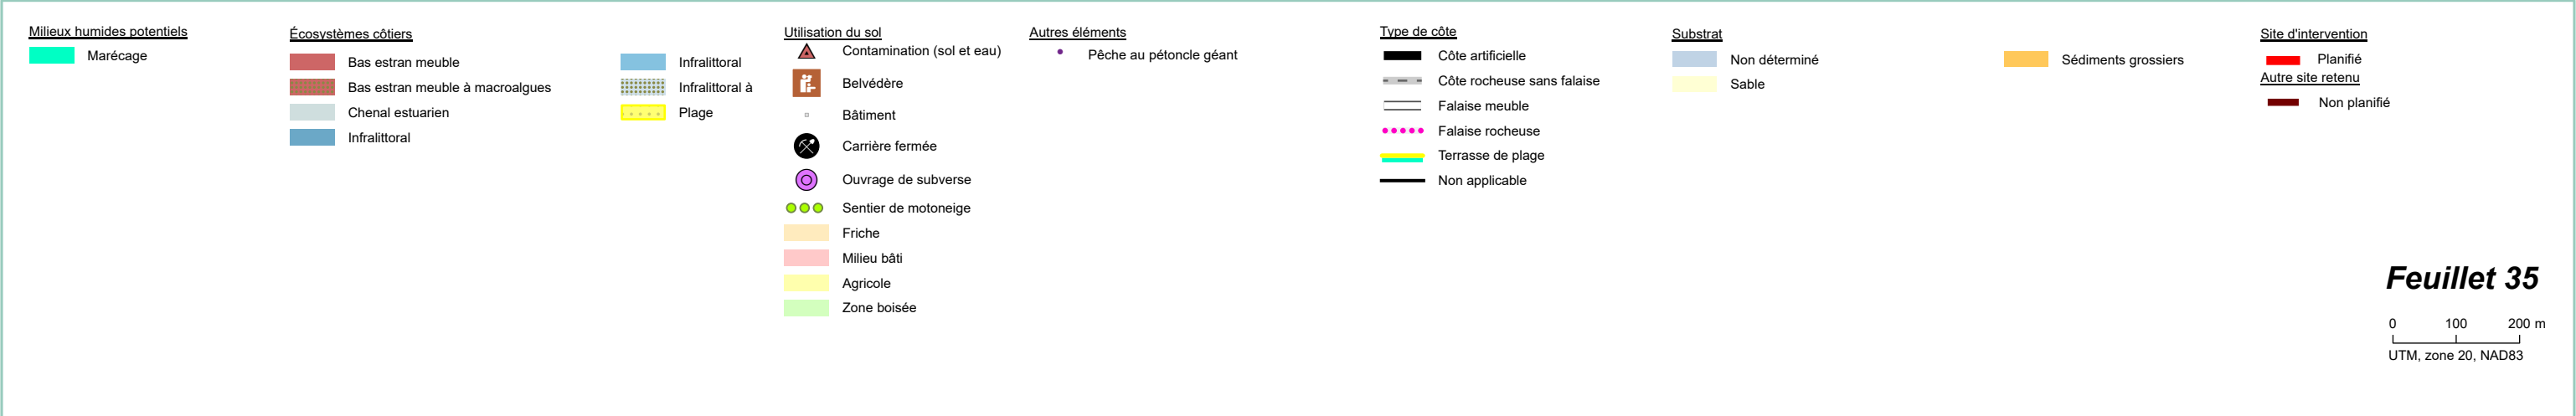 Milieux humides potentiels
Marécage
Écosystèmes côtiers
Bas estran meuble
Bas estran meuble à macroalgues
Chenal estuarien
Infralittoral
Infralittoral
Infralittoral à
Plage
Utilisation du sol
Contamination (sol et eau)
Belvédère
Bâtiment
Carrière fermée
Ouvrage de subverse
Sentier de motoneige
Friche
Milieu bâti
Agricole
Zone boisée
Autres éléments
Pêche au pétoncle géant
Type de côte
Côte artificielle
Côte rocheuse sans falaise
Falaise meuble
Falaise rocheuse
Terrasse de plage
Non applicable
Substrat
Non déterminé
Sable
Sédiments grossiers
Site d'intervention
Planifié
Autre site retenu
Non planifié
Feuillet 35
0 100 200 m
UTM, zone 20, NAD83